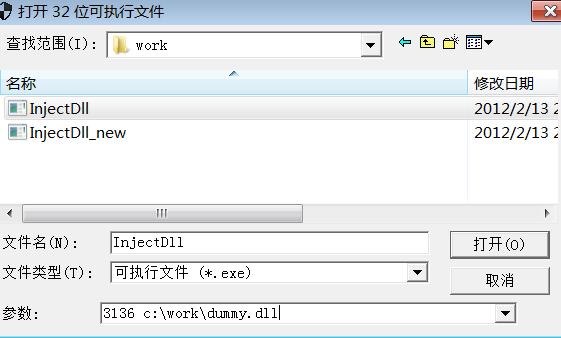 打开 32 位可执行文件
查找范围(I): work
名称 修改日期
InjectDll 2012/2/13 2
InjectDll_new 2012/2/13 2
文件名(N): InjectDll 打开(O)
文件类型(T): 可执行文件 (*.exe) 取消
参数: 3136 c:\work\dummy.dll